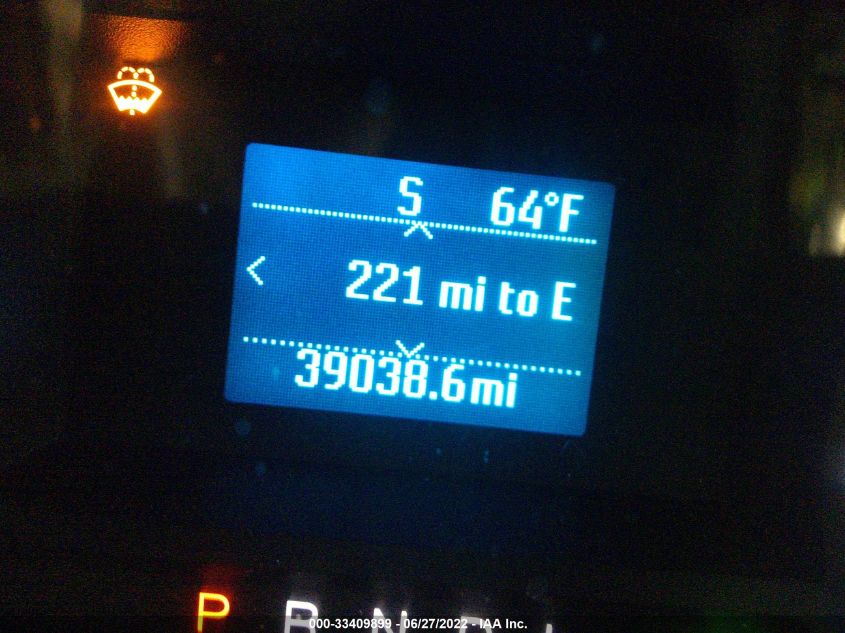 S 64°F
221 mi to E
39038.6mi
P R N D
000-33409899 - 06/27/2022 - IAA Inc.